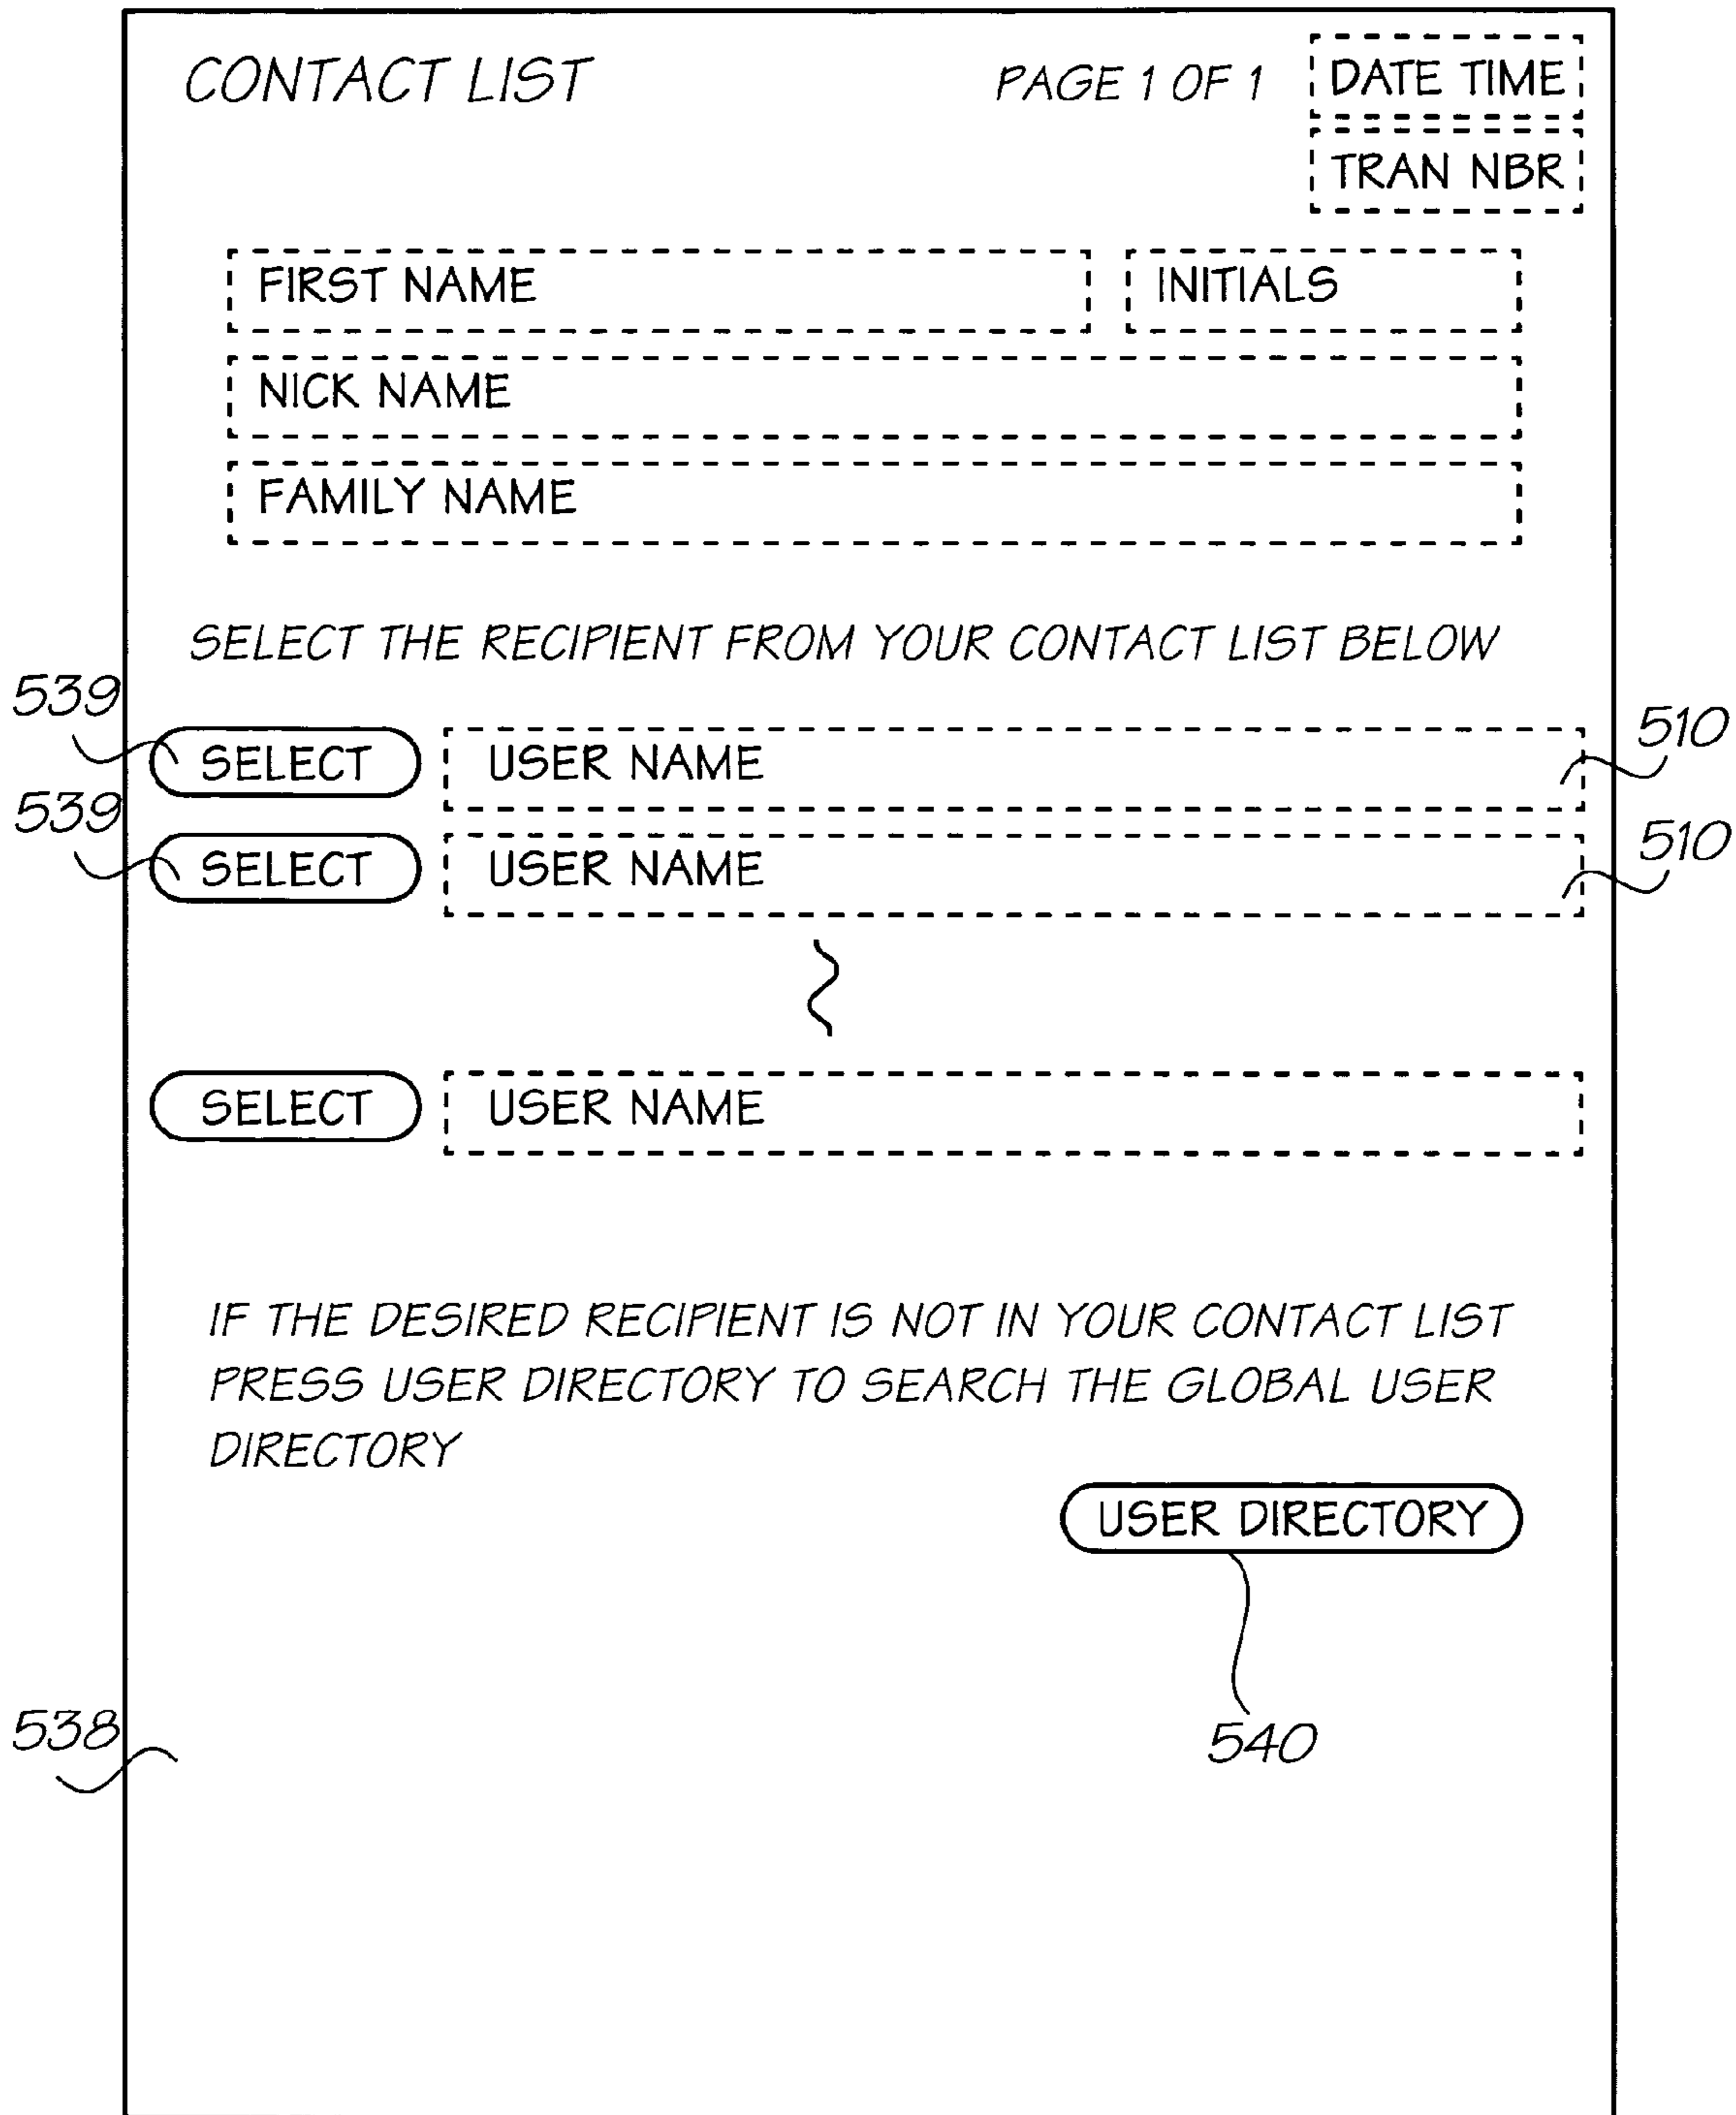 CONTACT LIST PAGE 1 OF 1 DATE TIME
TRAN NBR
FIRST NAME INITIALS
NICK NAME
FAMILY NAME
SELECT THE RECIPIENT FROM YOUR CONTACT LIST BELOW
539
SELECT USER NAME 510
539
SELECT USER NAME 510
SELECT USER NAME
IF THE DESIRED RECIPIENT IS NOT IN YOUR CONTACT LIST
PRESS USER DIRECTORY TO SEARCH THE GLOBAL USER
DIRECTORY
USER DIRECTORY
538
540